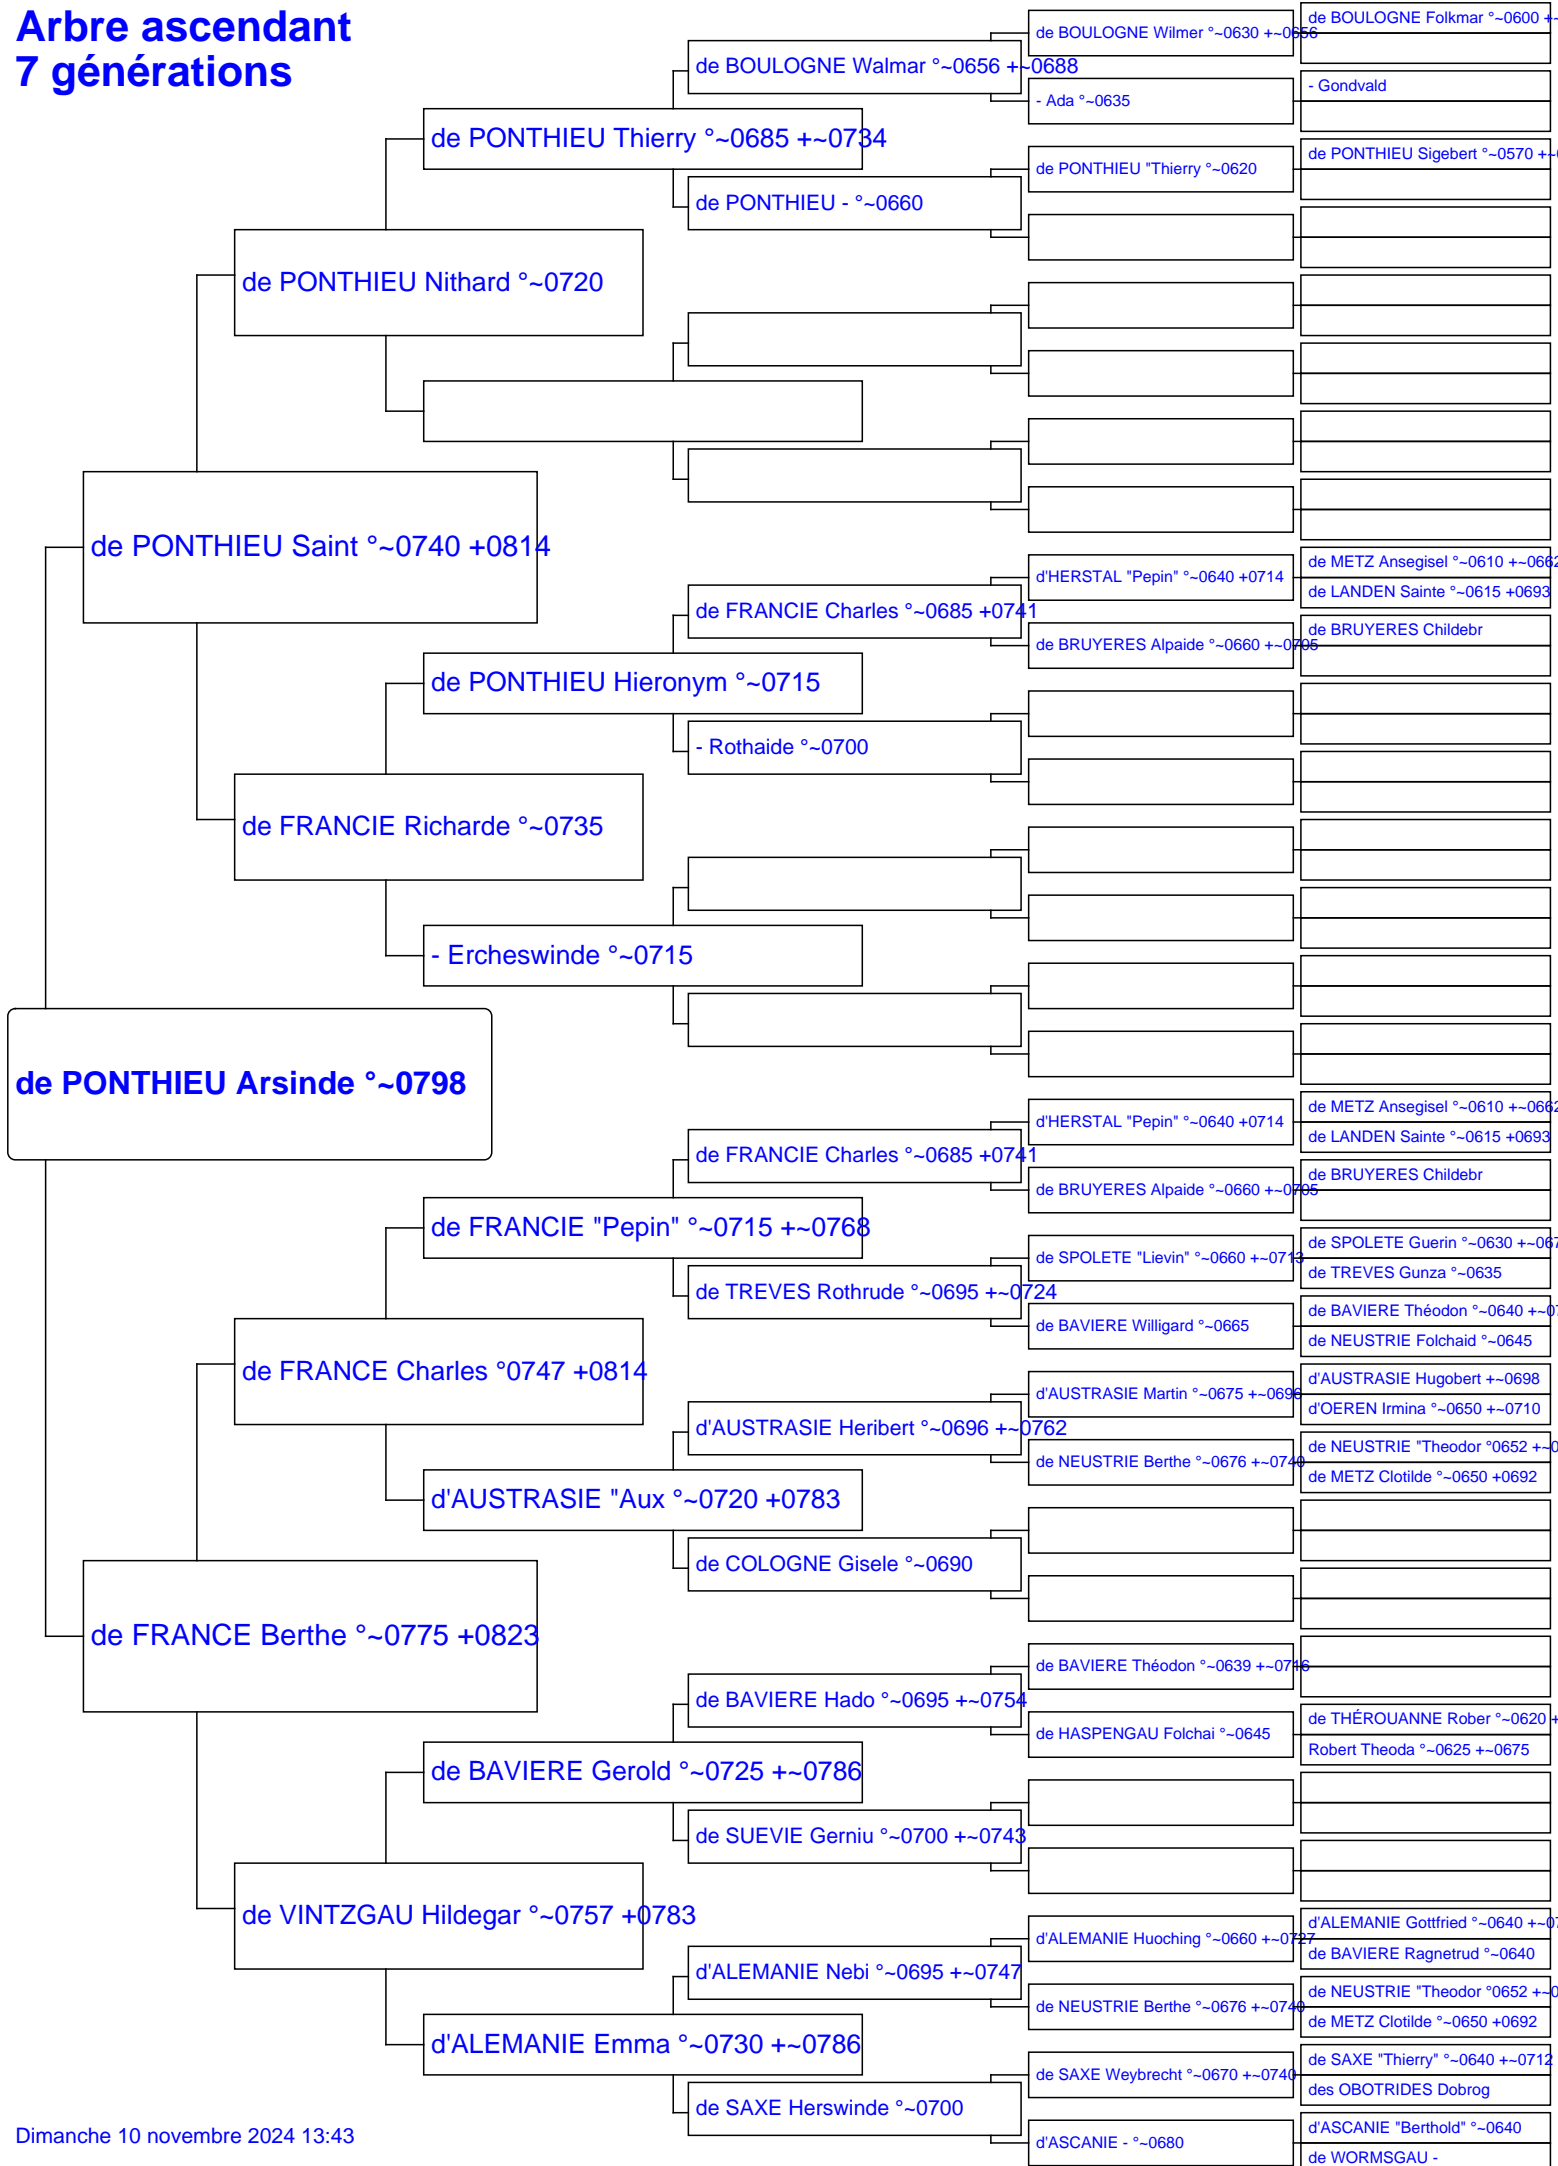 Arbre ascendant
7 générations
de BOULOGNE Folkmar °~0600 +~
de BOULOGNE Wilmer °~0630 +~0656
de BOULOGNE Walmar °~0656 +~0688
- Gondvald
- Ada °~0635
de PONTHIEU Thierry °~0685 +~0734
de PONTHIEU Sigebert °~0570 +~
de PONTHIEU "Thierry °~0620
de PONTHIEU - °~0660
de PONTHIEU Nithard °~0720
de PONTHIEU Saint °~0740 +0814
de METZ Ansegisel °~0610 +~0662
d'HERSTAL "Pepin" °~0640 +0714
de LANDEN Sainte °~0615 +0693
de FRANCIE Charles °~0685 +0741
de BRUYERES Childebr
de BRUYERES Alpaide °~0660 +~0705
de PONTHIEU Hieronym °~0715
- Rothaide °~0700
de FRANCIE Richarde °~0735
- Ercheswinde °~0715
de PONTHIEU Arsinde °~0798
de METZ Ansegisel °~0610 +~0662
d'HERSTAL "Pepin" °~0640 +0714
de LANDEN Sainte °~0615 +0693
de FRANCIE Charles °~0685 +0741
de BRUYERES Childebr
de BRUYERES Alpaide °~0660 +~0705
de FRANCIE "Pepin" °~0715 +~0768
de SPOLETE Guerin °~0630 +~067
de SPOLETE "Lievin" °~0660 +~0713
de TREVES Gunza °~0635
de TREVES Rothrude °~0695 +~0724
de BAVIERE Théodon °~0640 +~07
de BAVIERE Willigard °~0665
de NEUSTRIE Folchaid °~0645
de FRANCE Charles °0747 +0814
d'AUSTRASIE Hugobert +~0698
d'AUSTRASIE Martin °~0675 +~0696
d'OEREN Irmina °~0650 +~0710
d'AUSTRASIE Heribert °~0696 +~0762
de NEUSTRIE "Theodor °0652 +~0
de NEUSTRIE Berthe °~0676 +~0740
de METZ Clotilde °~0650 +0692
d'AUSTRASIE "Aux °~0720 +0783
de COLOGNE Gisele °~0690
de FRANCE Berthe °~0775 +0823
de BAVIERE Théodon °~0639 +~0716
de BAVIERE Hado °~0695 +~0754
de THÉROUANNE Rober °~0620 +
de HASPENGAU Folchai °~0645
Robert Theoda °~0625 +~0675
de BAVIERE Gerold °~0725 +~0786
de SUEVIE Gerniu °~0700 +~0743
de VINTZGAU Hildegar °~0757 +0783
d'ALEMANIE Gottfried °~0640 +~07
d'ALEMANIE Huoching °~0660 +~0727
de BAVIERE Ragnetrud °~0640
d'ALEMANIE Nebi °~0695 +~0747
de NEUSTRIE "Theodor °0652 +~0
de NEUSTRIE Berthe °~0676 +~0740
de METZ Clotilde °~0650 +0692
d'ALEMANIE Emma °~0730 +~0786
de SAXE "Thierry" °~0640 +~0712
de SAXE Weybrecht °~0670 +~0740
des OBOTRIDES Dobrog
de SAXE Herswinde °~0700
d'ASCANIE "Berthold" °~0640
d'ASCANIE - °~0680
de WORMSGAU -
Dimanche 10 novembre 2024 13:43